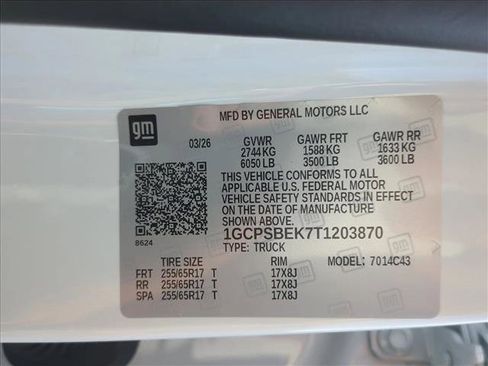 gm
MFD BY GENERAL MOTORS LLC
03/26 GVWR GAWR FRT GAWR RR
2744 KG 1588 KG 1633 KG
6050 LB 3500 LB 3600 LB
THIS VEHICLE CONFORMS TO ALL
APPLICABLE U.S. FEDERAL MOTOR
VEHICLE SAFETY STANDARDS IN EFFECT
ON THE DATE OF MANUFACTURE
SHOWN ABOVE.
1GCPSBEK7T1203870
TYPE: TRUCK
8624
TIRE SIZE RIM MODEL: 7014C43
FRT 255/65R17 T 17X8J
RR 255/65R17 T 17X8J
SPA 255/65R17 T 17X8J